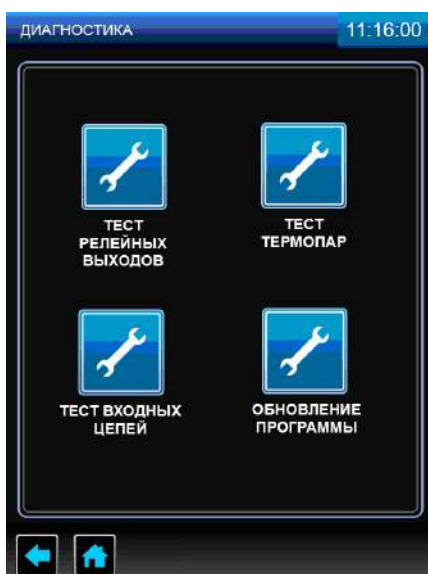 ДИАГНОСТИКА
11:16:00
ТЕСТ
РЕЛЕЙНЫХ
ВЫХОДОВ
ТЕСТ
ТЕРМОПАР
ТЕСТ ВХОДНЫХ
ЦЕПЕЙ
ОБНОВЛЕНИЕ
ПРОГРАММЫ